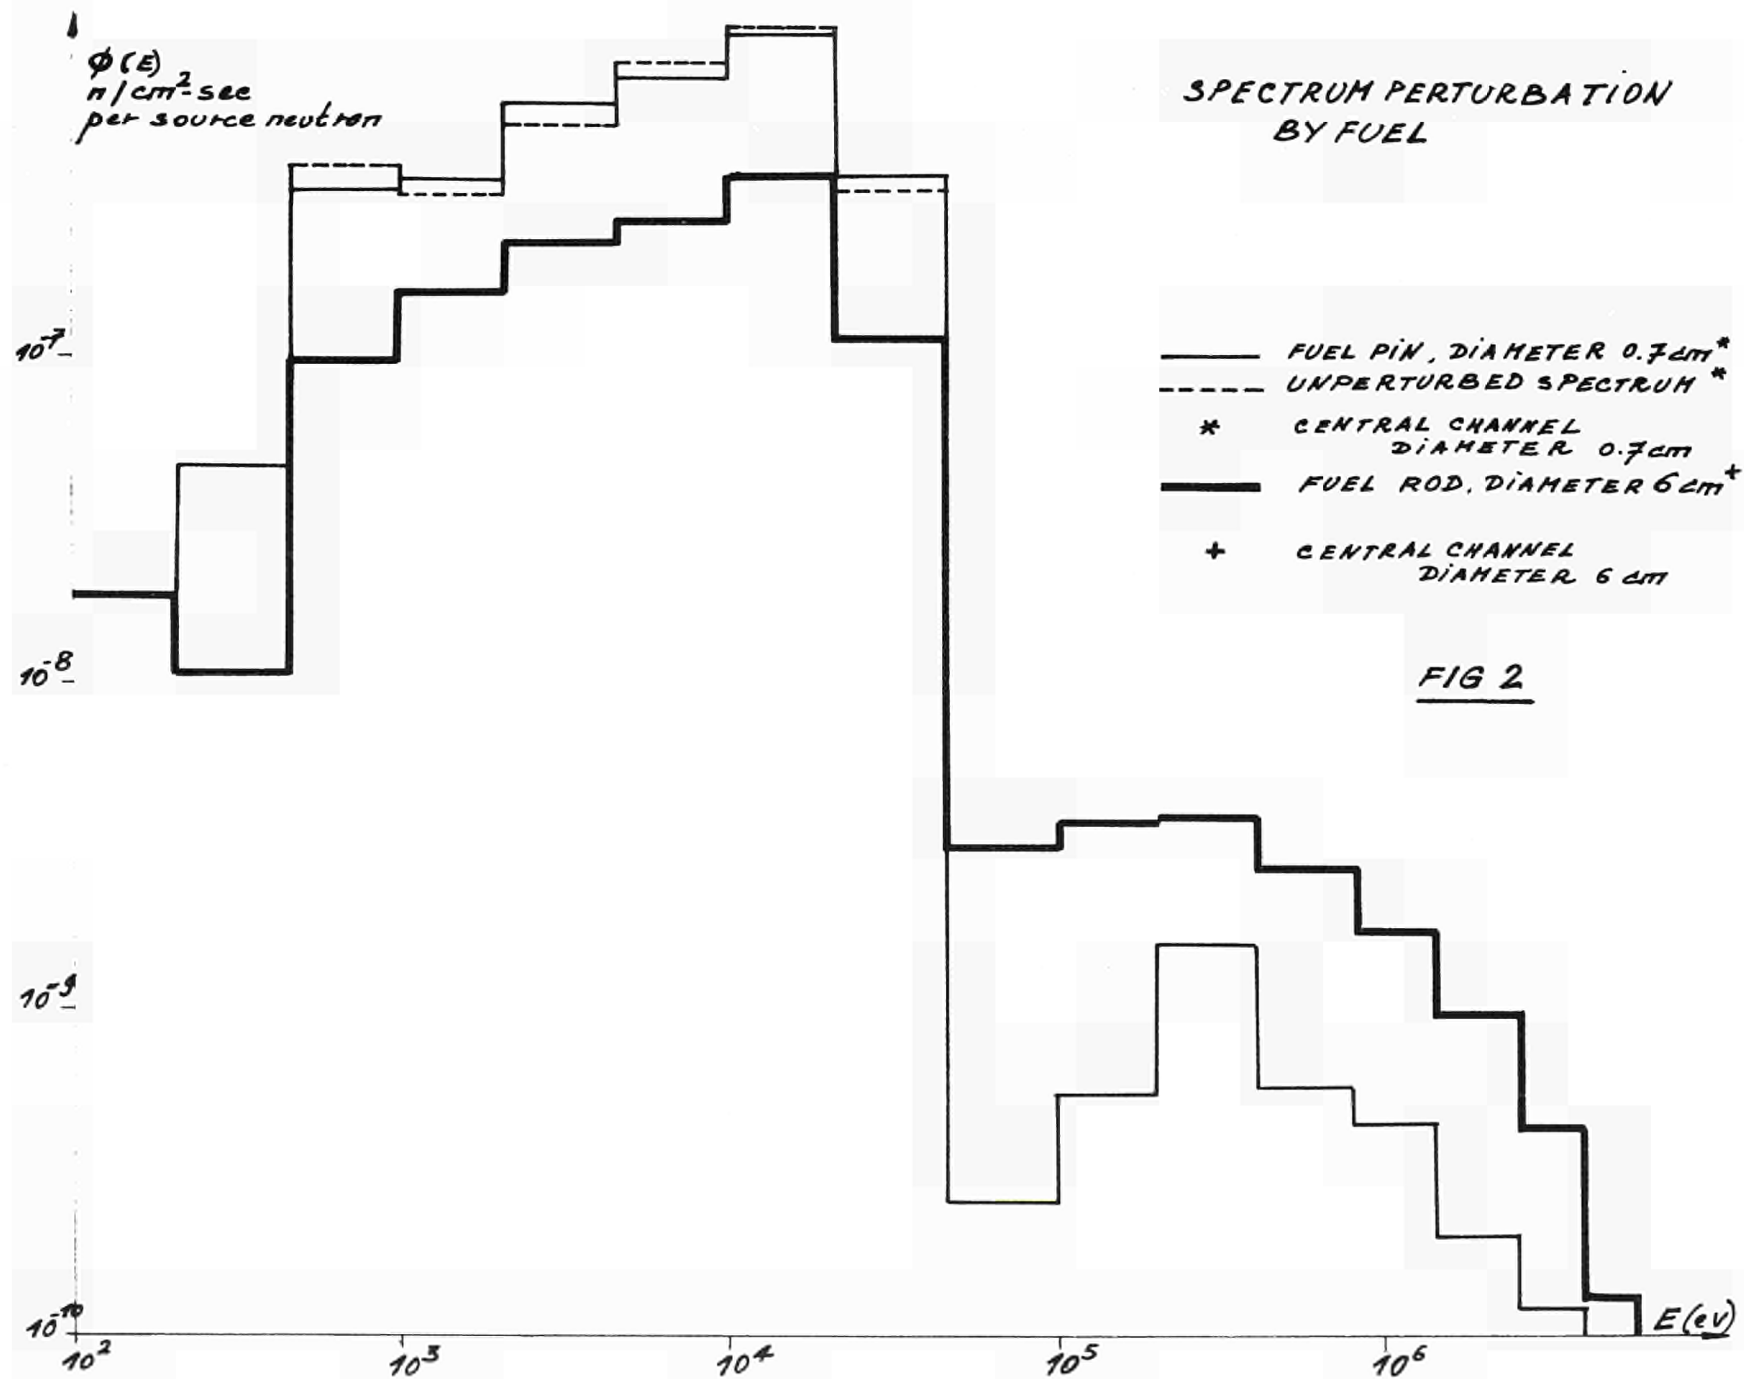 ϕ(E)
n/cm²-sec
per source neutron
SPECTRUM PERTURBATION
BY FUEL
10⁻⁷
10⁻⁸
10⁻⁹
10⁻¹⁰
FUEL PIN, DIAMETER 0.7cm*
UNPERTURBED SPECTRUM *
* CENTRAL CHANNEL
DIAMETER 0.7cm
FUEL ROD, DIAMETER 6cm+
+ CENTRAL CHANNEL
DIAMETER 6 cm
FIG 2
E(ev)
10² 10³ 10⁴ 10⁵ 10⁶